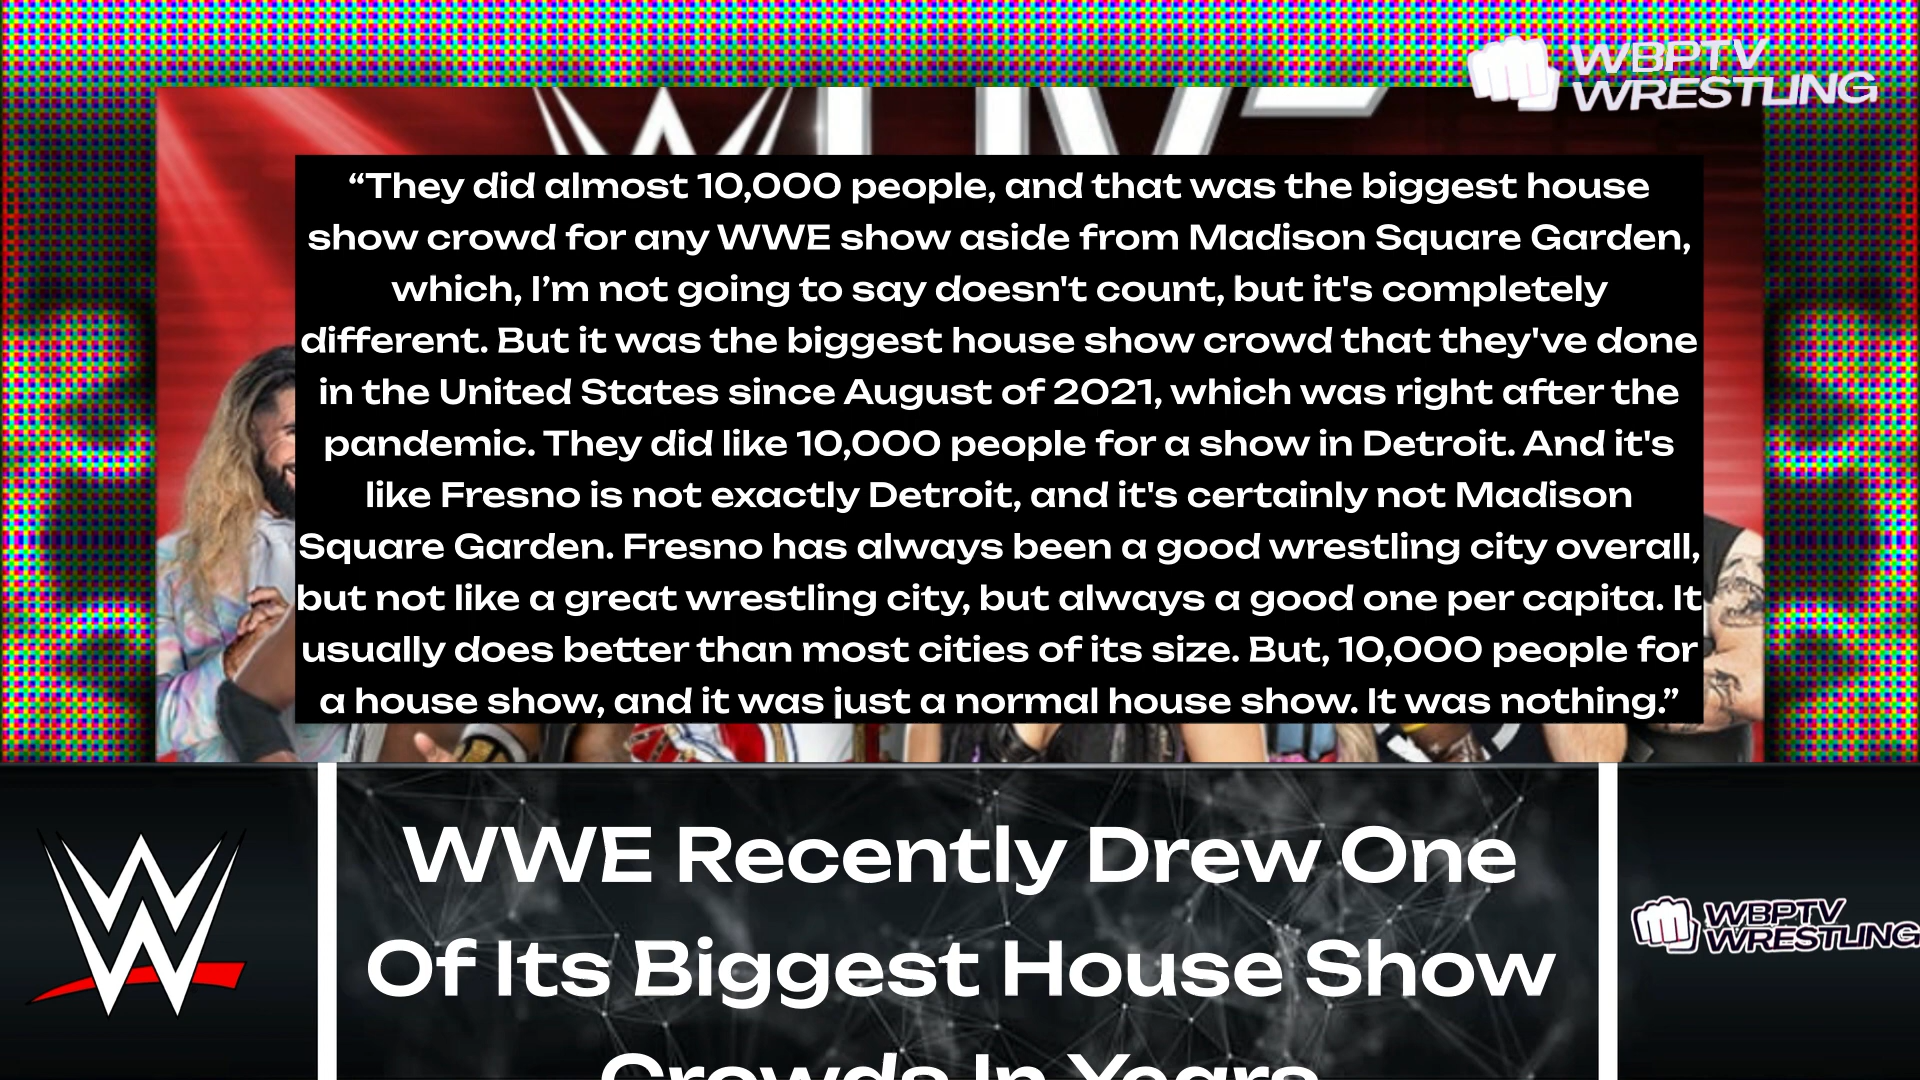 WBPTV
WRESTLING
LIVE
“They did almost 10,000 people, and that was the biggest house
show crowd for any WWE show aside from Madison Square Garden,
which, I’m not going to say doesn't count, but it's completely
different. But it was the biggest house show crowd that they've done
in the United States since August of 2021, which was right after the
pandemic. They did like 10,000 people for a show in Detroit. And it's
like Fresno is not exactly Detroit, and it's certainly not Madison
Square Garden. Fresno has always been a good wrestling city overall,
but not like a great wrestling city, but always a good one per capita. It
usually does better than most cities of its size. But, 10,000 people for
a house show, and it was just a normal house show. It was nothing.”
WWE Recently Drew One
Of Its Biggest House Show
Crowds In Years
W
WBPTV
WRESTLING